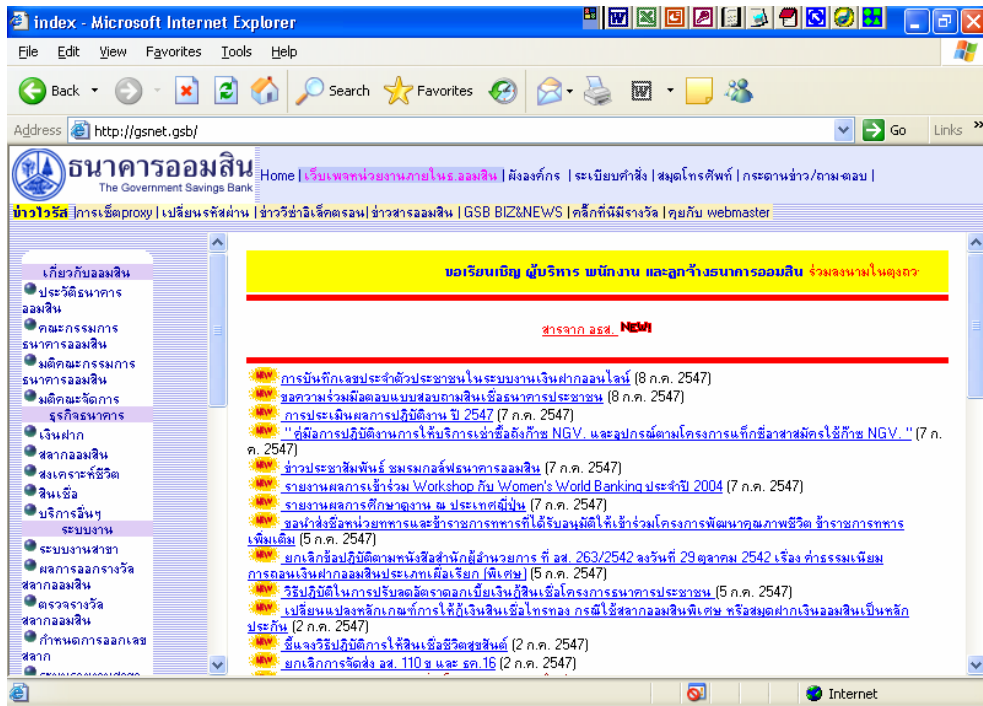 index - Microsoft Internet Explorer
File Edit View Favorites Tools Help
Back Search Favorites
Address http://gsnet.gsb/ Go Links »
ธนาคารออมสิน
The Government Savings Bank
Home | เว็บเพจหน่วยงานภายในธ.ออมสิน | ผังองค์กร | ระเบียบคำสั่ง | สมุดโทรศัพท์ | กระดานข่าว/ถาม-ตอบ |
ข่าวไวรัส |การเซ็ตproxy | เปลี่ยนรหัสผ่าน | ข่าววีซ่าอิเล็คตรอน| ข่าวสารออมสิน | GSB BIZ&NEWS | คลิ๊กที่นี่มีรางวัล | คุยกับ webmaster
เกี่ยวกับออมสิน
ประวัติธนาคาร
ออมสิน
คณะกรรมการ
ธนาคารออมสิน
มติคณะกรรมการ
ธนาคารออมสิน
มติคณะจัดการ
ธุรกิจธนาคาร
เงินฝาก
สลากออมสิน
สงเคราะห์ชีวิต
สินเชื่อ
บริการอื่นๆ
ระบบงาน
ระบบงานสาขา
ผลการออกรางวัล
สลากออมสิน
ตรวจรางวัล
สลากออมสิน
กำหนดการออกเลข
สลาก
ขอเรียนเชิญ ผู้บริหาร พนักงาน และลูกจ้างธนาคารออมสิน ร่วมลงนามในตุงถว
สารจาก อธส. NEW!
NEW การบันทึกเลขประจำตัวประชาชนในระบบงานเงินฝากออนไลน์ (8 ก.ค. 2547)
NEW ขอความร่วมมือตอบแบบสอบถามสินเชื่อธนาคารประชาชน (8 ก.ค. 2547)
NEW การประเมินผลการปฏิบัติงาน ปี 2547 (7 ก.ค. 2547)
NEW "คู่มือการปฏิบัติงานการให้บริการเช่าซื้อถังก๊าซ NGV. และอุปกรณ์ตามโครงการแท็กซี่อาสาสมัครใช้ก๊าซ NGV. " (7 ก.
ค. 2547)
NEW ข่าวประชาสัมพันธ์ ชมรมกอล์ฟธนาคารออมสิน (7 ก.ค. 2547)
NEW รายงานผลการเข้าร่วม Workshop กับ Women's World Banking ประจำปี 2004 (7 ก.ค. 2547)
NEW รายงานผลการศึกษาดูงาน ณ ประเทศญี่ปุ่น (7 ก.ค. 2547)
NEW ขอนำส่งชื่อหน่วยทหารและข้าราชการทหารที่ได้รับอนุมัติให้เข้าร่วมโครงการพัฒนาคุณภาพชีวิต ข้าราชการทหาร
เพิ่มเติม (5 ก.ค. 2547)
NEW ยกเลิกข้อปฏิบัติตามหนังสือสำนักผู้อำนวยการ ที่ อส. 263/2542 ลงวันที่ 29 ตุลาคม 2542 เรื่อง ค่าธรรมเนียม
การถอนเงินฝากออมสินประเภทเผื่อเรียก (พิเศษ) (5 ก.ค. 2547)
NEW วิธีปฏิบัติในการปรับลดอัตราดอกเบี้ยเงินกู้สินเชื่อโครงการธนาคารประชาชน (5 ก.ค. 2547)
NEW เปลี่ยนแปลงหลักเกณฑ์การให้กู้เงินสินเชื่อไทรทอง กรณีใช้สลากออมสินพิเศษ หรือสมุดฝากเงินออมสินเป็นหลัก
ประกัน (2 ก.ค. 2547)
NEW ชี้แจงวิธีปฏิบัติการให้สินเชื่อชีวิตสุขสันต์ (2 ก.ค. 2547)
NEW ยกเลิกการจัดส่ง อส. 110 ข และ ธค.16 (2 ก.ค. 2547)
Internet